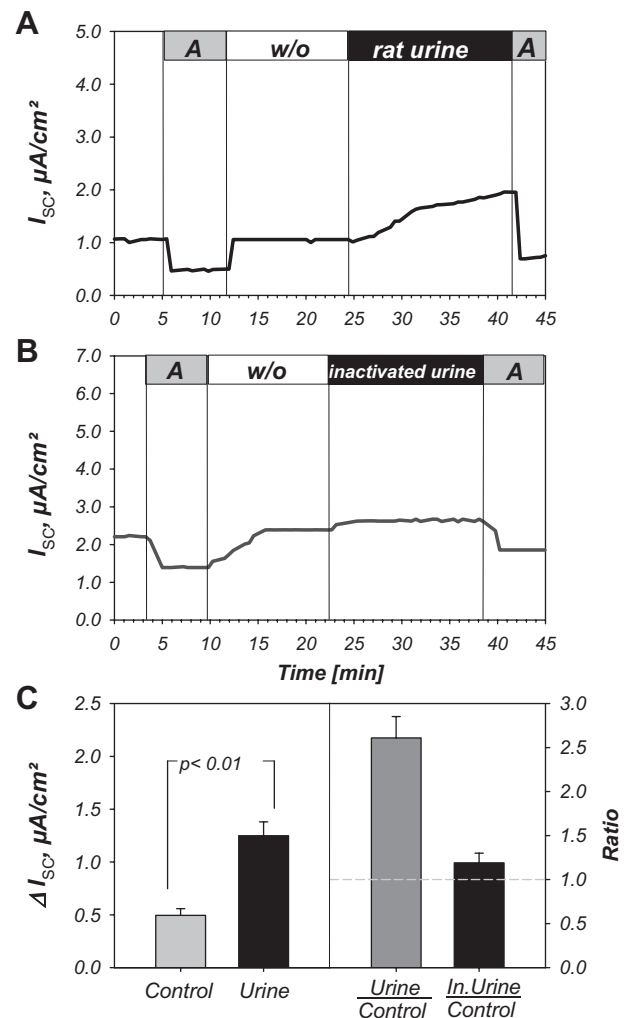 A
5.0
4.0
3.0
2.0
1.0
0.0
I_SC, µA/cm²
A w/o rat urine A
0 5 10 15 20 25 30 35 40 45
B
7.0
6.0
5.0
4.0
3.0
2.0
1.0
0.0
I_SC, µA/cm²
A w/o inactivated urine A
0 5 10 15 20 25 30 35 40 45
Time [min]
C
2.5
2.0
1.5
1.0
0.5
0.0
Δ I_SC, µA/cm²
p< 0.01
3.0
2.5
2.0
1.5
1.0
0.5
0.0
Ratio
Control Urine
Urine
Control
In.Urine
Control